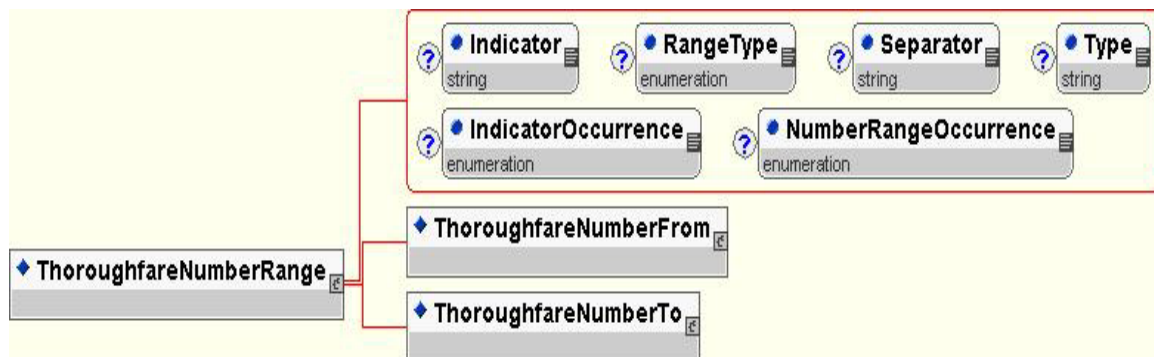 ? Indicator ? RangeType ? Separator ? Type
string enumeration string string
? IndicatorOccurrence ? NumberRangeOccurrence
enumeration enumeration
ThoroughfareNumberFrom
ThoroughfareNumberRange
ThoroughfareNumberTo